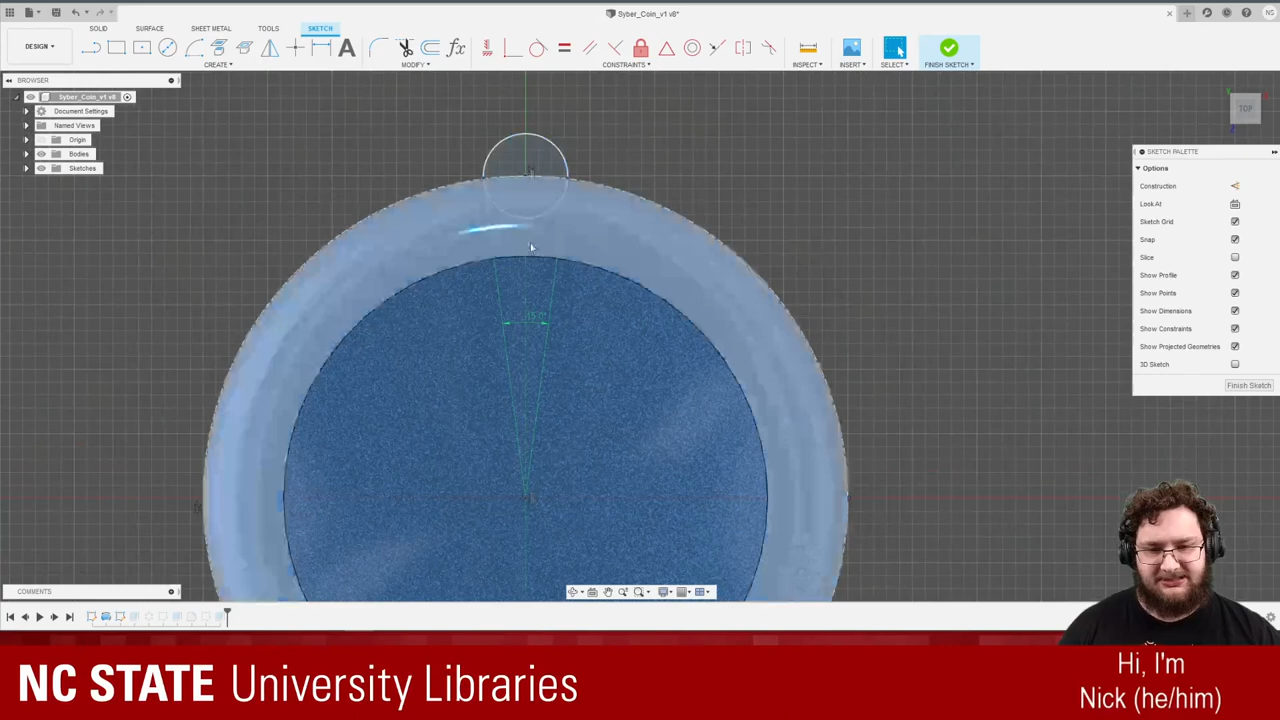 Syber_Coin_v1 v8*
NS
DESIGN
SOLID
SURFACE
SHEET METAL
TOOLS
SKETCH
CREATE
MODIFY
CONSTRAINTS
INSPECT
INSERT
SELECT
FINISH SKETCH
BROWSER
Syber_Coin_v1 v8
Document Settings
Named Views
Origin
Bodies
Sketches
TOP
SKETCH PALETTE
Options
Construction
Look At
Sketch Grid
Snap
Slice
Show Profile
Show Points
Show Dimensions
Show Constraints
Show Projected Geometries
3D Sketch
Finish Sketch
15.0°
COMMENTS
NC STATE University Libraries
Hi, I'm
Nick (he/him)